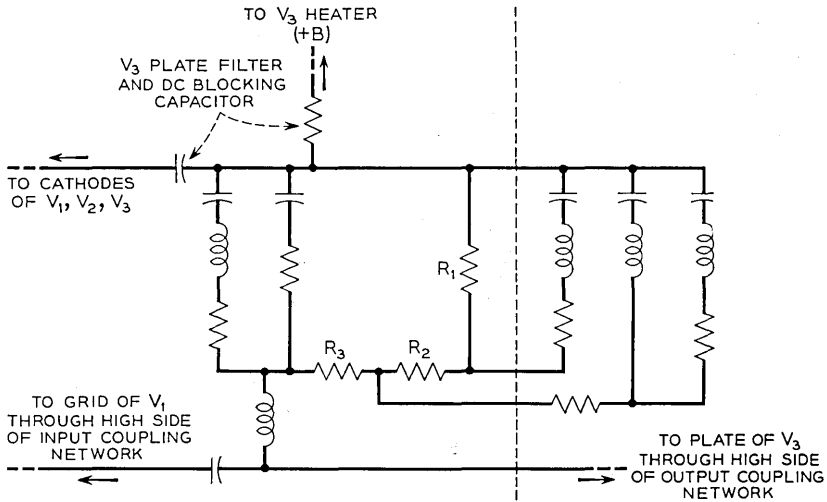 TO V3 HEATER
(+B)
V3 PLATE FILTER
AND DC BLOCKING
CAPACITOR
TO CATHODES
OF V1, V2, V3
R1
R3
R2
TO GRID OF V1
THROUGH HIGH SIDE
OF INPUT COUPLING
NETWORK
TO PLATE OF V3
THROUGH HIGH SIDE
OF OUTPUT COUPLING
NETWORK